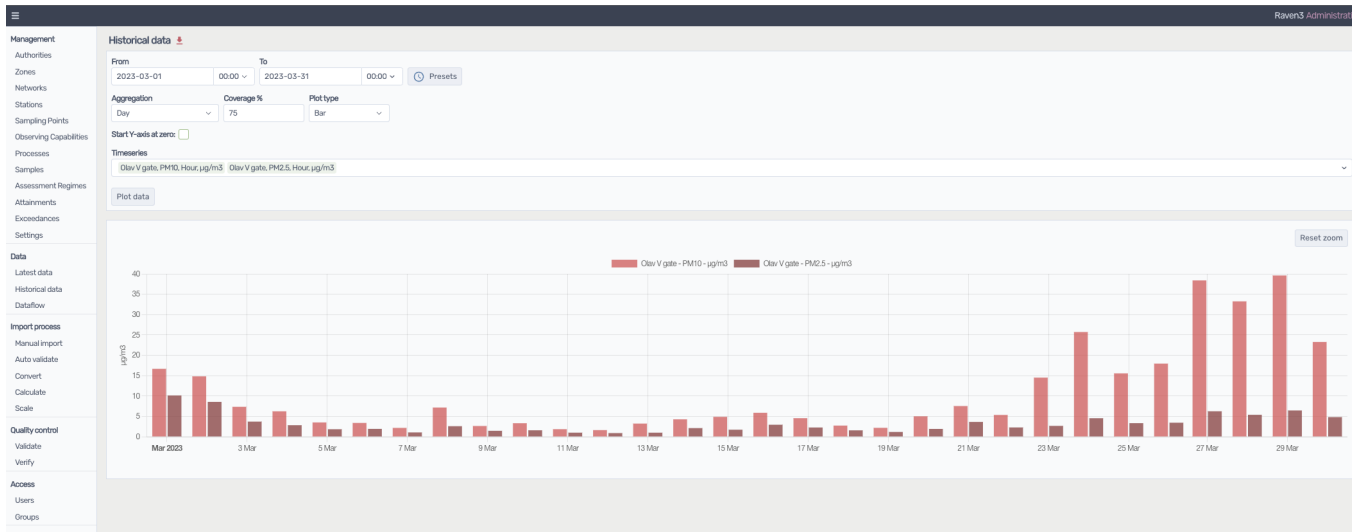 Raven3 Administrati
Management
Authorities
Zones
Networks
Stations
Sampling Points
Observing Capabilities
Processes
Samples
Assessment Regimes
Attainments
Exceedances
Settings
Data
Latest data
Historical data
Dataflow
Import process
Manual import
Auto validate
Convert
Calculate
Scale
Quality control
Validate
Verify
Access
Users
Groups
Historical data
From To
2023-03-01 00:00 2023-03-31 00:00 Presets
Aggregation Coverage % Plot type
Day 75 Bar
Start Y-axis at zero:
Timeseries
Olav V gate, PM10, Hour, µg/m3 Olav V gate, PM2.5, Hour, µg/m3
Plot data
Reset zoom
Olav V gate - PM10 - µg/m3 Olav V gate - PM2.5 - µg/m3
µg/m3
40
35
30
25
20
15
10
5
0
Mar 2023 3 Mar 5 Mar 7 Mar 9 Mar 11 Mar 13 Mar 15 Mar 17 Mar 19 Mar 21 Mar 23 Mar 25 Mar 27 Mar 29 Mar